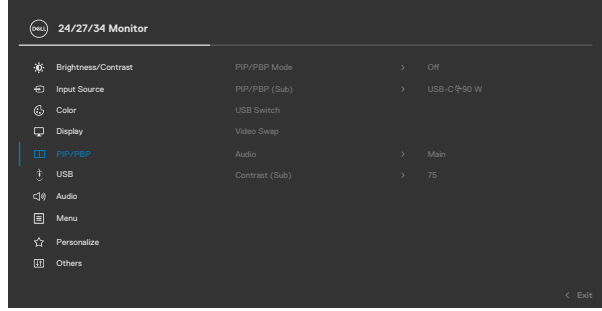 DELL 24/27/34 Monitor
Brightness/Contrast PIP/PBP Mode > Off
Input Source PIP/PBP (Sub) > USB-C 90 W
Color USB Switch
Display Video Swap
PIP/PBP Audio > Main
USB Contrast (Sub) > 75
Audio
Menu
Personalize
Others
< Exit